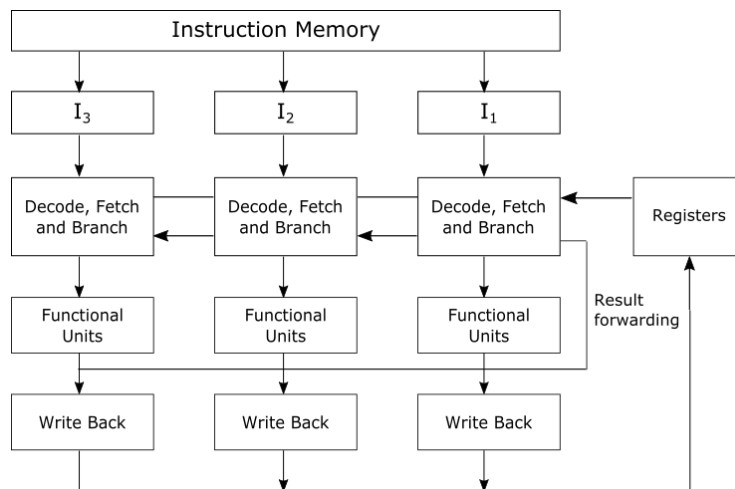 Instruction Memory
I₃
I₂
I₁
Decode, Fetch
and Branch
Decode, Fetch
and Branch
Decode, Fetch
and Branch
Registers
Functional
Units
Functional
Units
Functional
Units
Result
forwarding
Write Back
Write Back
Write Back